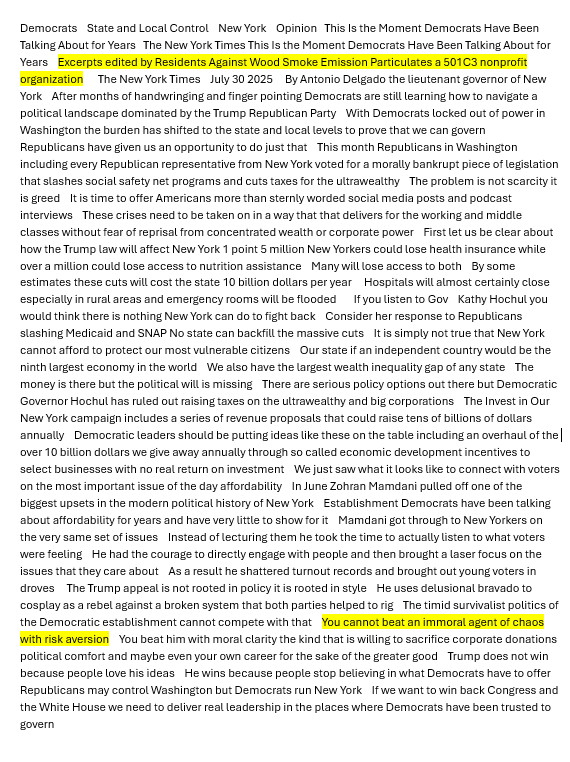 Democrats State and Local Control New York Opinion This Is the Moment Democrats Have Been
Talking About for Years The New York Times This Is the Moment Democrats Have Been Talking About for
Years Excerpts edited by Residents Against Wood Smoke Emission Particulates a 501C3 nonprofit
organization The New York Times July 30 2025 By Antonio Delgado the lieutenant governor of New
York After months of handwringing and finger pointing Democrats are still learning how to navigate a
political landscape dominated by the Trump Republican Party With Democrats locked out of power in
Washington the burden has shifted to the state and local levels to prove that we can govern
Republicans have given us an opportunity to do just that This month Republicans in Washington
including every Republican representative from New York voted for a morally bankrupt piece of legislation
that slashes social safety net programs and cuts taxes for the ultrawealthy The problem is not scarcity it
is greed It is time to offer Americans more than sternly worded social media posts and podcast
interviews These crises need to be taken on in a way that that delivers for the working and middle
classes without fear of reprisal from concentrated wealth or corporate power First let us be clear about
how the Trump law will affect New York 1 point 5 million New Yorkers could lose health insurance while
over a million could lose access to nutrition assistance Many will lose access to both By some
estimates these cuts will cost the state 10 billion dollars per year Hospitals will almost certainly close
especially in rural areas and emergency rooms will be flooded If you listen to Gov Kathy Hochul you
would think there is nothing New York can do to fight back Consider her response to Republicans
slashing Medicaid and SNAP No state can backfill the massive cuts It is simply not true that New York
cannot afford to protect our most vulnerable citizens Our state if an independent country would be the
ninth largest economy in the world We also have the largest wealth inequality gap of any state The
money is there but the political will is missing There are serious policy options out there but Democratic
Governor Hochul has ruled out raising taxes on the ultrawealthy and big corporations The Invest in Our
New York campaign includes a series of revenue proposals that could raise tens of billions of dollars
annually Democratic leaders should be putting ideas like these on the table including an overhaul of the
over 10 billion dollars we give away annually through so called economic development incentives to
select businesses with no real return on investment We just saw what it looks like to connect with voters
on the most important issue of the day affordability In June Zohran Mamdani pulled off one of the
biggest upsets in the modern political history of New York Establishment Democrats have been talking
about affordability for years and have very little to show for it Mamdani got through to New Yorkers on
the very same set of issues Instead of lecturing them he took the time to actually listen to what voters
were feeling He had the courage to directly engage with people and then brought a laser focus on the
issues that they care about As a result he shattered turnout records and brought out young voters in
droves The Trump appeal is not rooted in policy it is rooted in style He uses delusional bravado to
cosplay as a rebel against a broken system that both parties helped to rig The timid survivalist politics of
the Democratic establishment cannot compete with that You cannot beat an immoral agent of chaos
with risk aversion You beat him with moral clarity the kind that is willing to sacrifice corporate donations
political comfort and maybe even your own career for the sake of the greater good Trump does not win
because people love his ideas He wins because people stop believing in what Democrats have to offer
Republicans may control Washington but Democrats run New York If we want to win back Congress and
the White House we need to deliver real leadership in the places where Democrats have been trusted to
govern